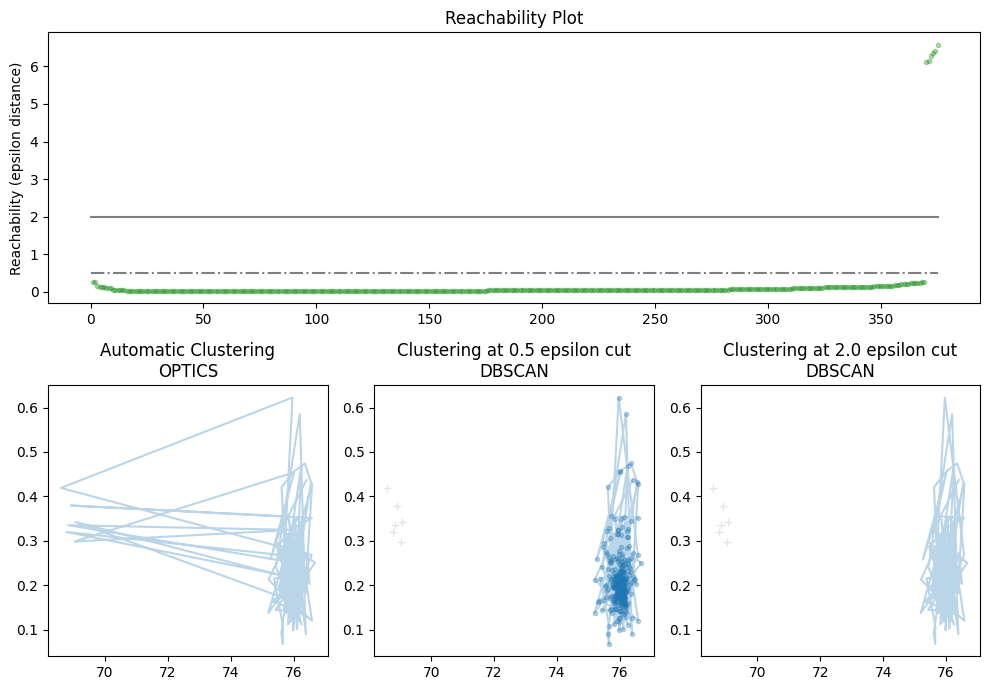 Reachability Plot
Reachability (epsilon distance)
6
5
4
3
2
1
0
0 50 100 150 200 250 300 350
Automatic Clustering
OPTICS
0.6
0.5
0.4
0.3
0.2
0.1
70 72 74 76
Clustering at 0.5 epsilon cut
DBSCAN
0.6
0.5
0.4
0.3
0.2
0.1
70 72 74 76
Clustering at 2.0 epsilon cut
DBSCAN
0.6
0.5
0.4
0.3
0.2
0.1
70 72 74 76